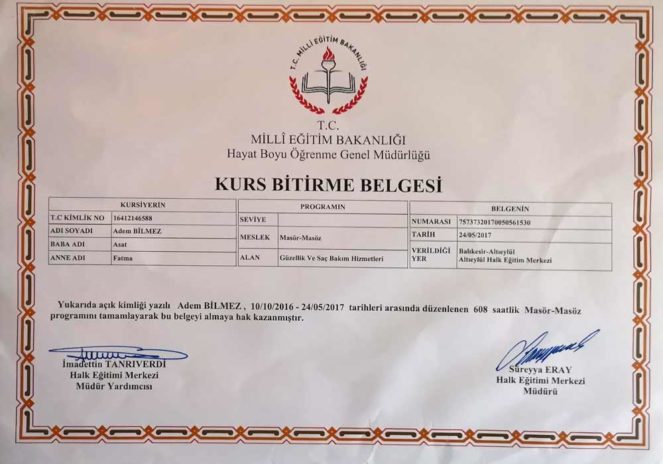 T.C. MİLLİ EĞİTİM BAKANLIĞI
T.C.
MİLLÎ EĞİTİM BAKANLIĞI
Hayat Boyu Öğrenme Genel Müdürlüğü
KURS BİTİRME BELGESİ
KURSİYERİN PROGRAMIN BELGENİN
T.C KİMLİK NO 16412146588 SEVİYE NUMARASI 75737320170050561530
ADI SOYADI Adem BİLMEZ MESLEK Masör-Masöz TARİH 24/05/2017
BABA ADI Asat VERİLDİĞİ YER Balıkesir-Altıeylül
ANNE ADI Fatma ALAN Güzellik Ve Saç Bakım Hizmetleri Altıeylül Halk Eğitim Merkezi
Yukarıda açık kimliği yazılı Adem BİLMEZ , 10/10/2016 - 24/05/2017 tarihleri arasında düzenlenen 608 saatlik Masör-Masöz
programını tamamlayarak bu belgeyi almaya hak kazanmıştır.
İmadettin TANRIVERDİ
Halk Eğitimi Merkezi
Müdür Yardımcısı
Süreyya ERAY
Halk Eğitimi Merkezi
Müdürü